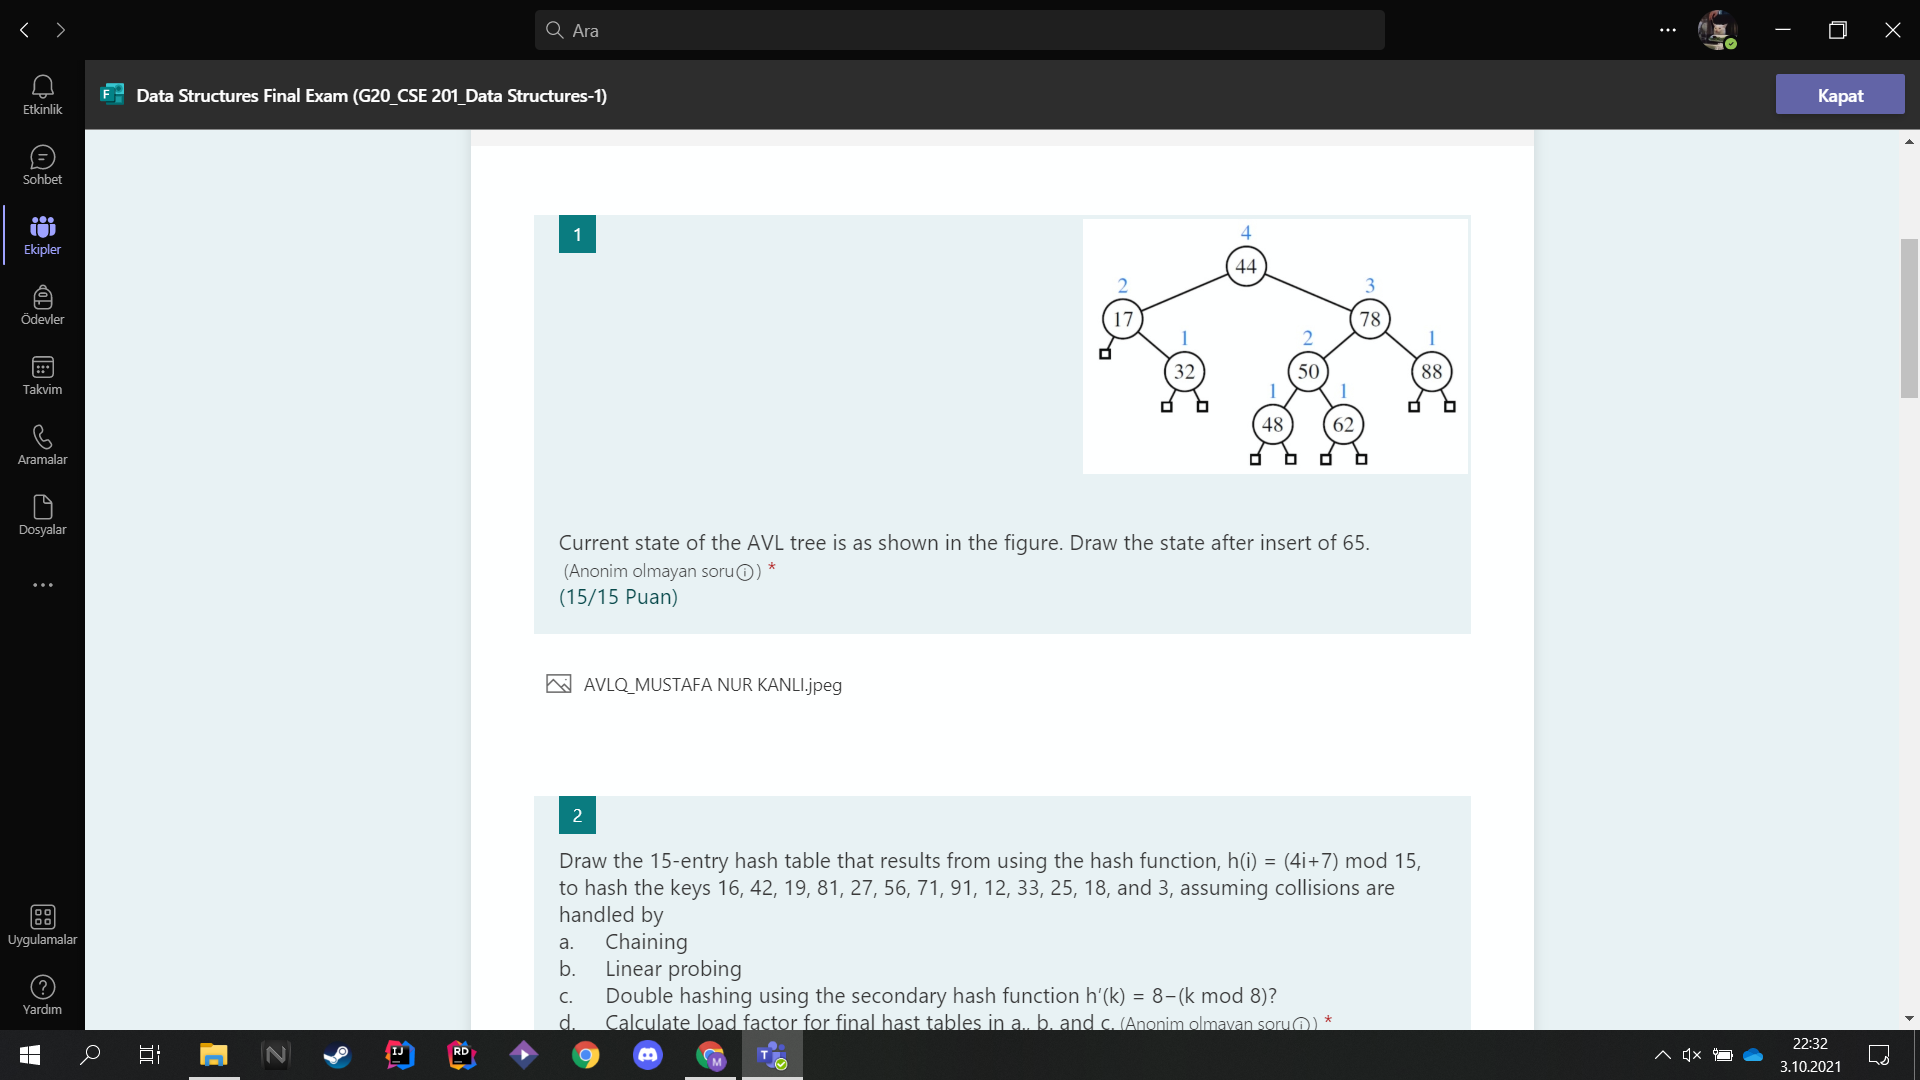 Ara
Data Structures Final Exam (G20_CSE 201_Data Structures-1)
Kapat
Etkinlik
Sohbet
Ekipler
Ödevler
Takvim
Aramalar
Dosyalar
Uygulamalar
Yardım
1
4
44
2
3
17
78
1
2
1
32
50
88
1
1
48
62
Current state of the AVL tree is as shown in the figure. Draw the state after insert of 65.
(Anonim olmayan soru) *
(15/15 Puan)
AVLQ_MUSTAFA NUR KANLI.jpeg
2
Draw the 15-entry hash table that results from using the hash function, h(i) = (4i+7) mod 15,
to hash the keys 16, 42, 19, 81, 27, 56, 71, 91, 12, 33, 25, 18, and 3, assuming collisions are
handled by
a. Chaining
b. Linear probing
c. Double hashing using the secondary hash function h'(k) = 8−(k mod 8)?
d. Calculate load factor for final hast tables in a., b. and c. (Anonim olmayan soru) *
22:32
3.10.2021